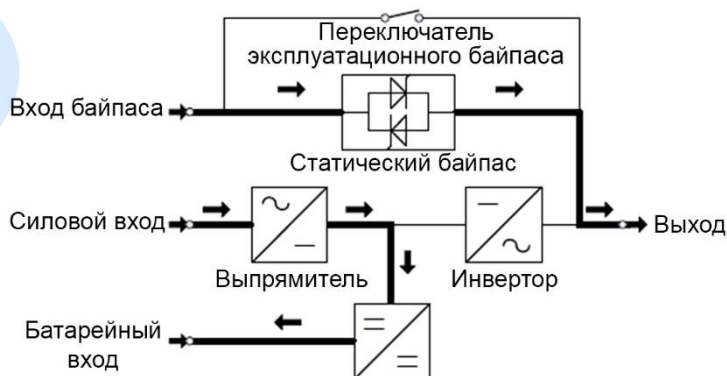 Переключатель
эксплуатационного байпаса
Вход байпаса
Статический байпас
Силовой вход
Выход
Выпрямитель
Инвертор
Батарейный
вход